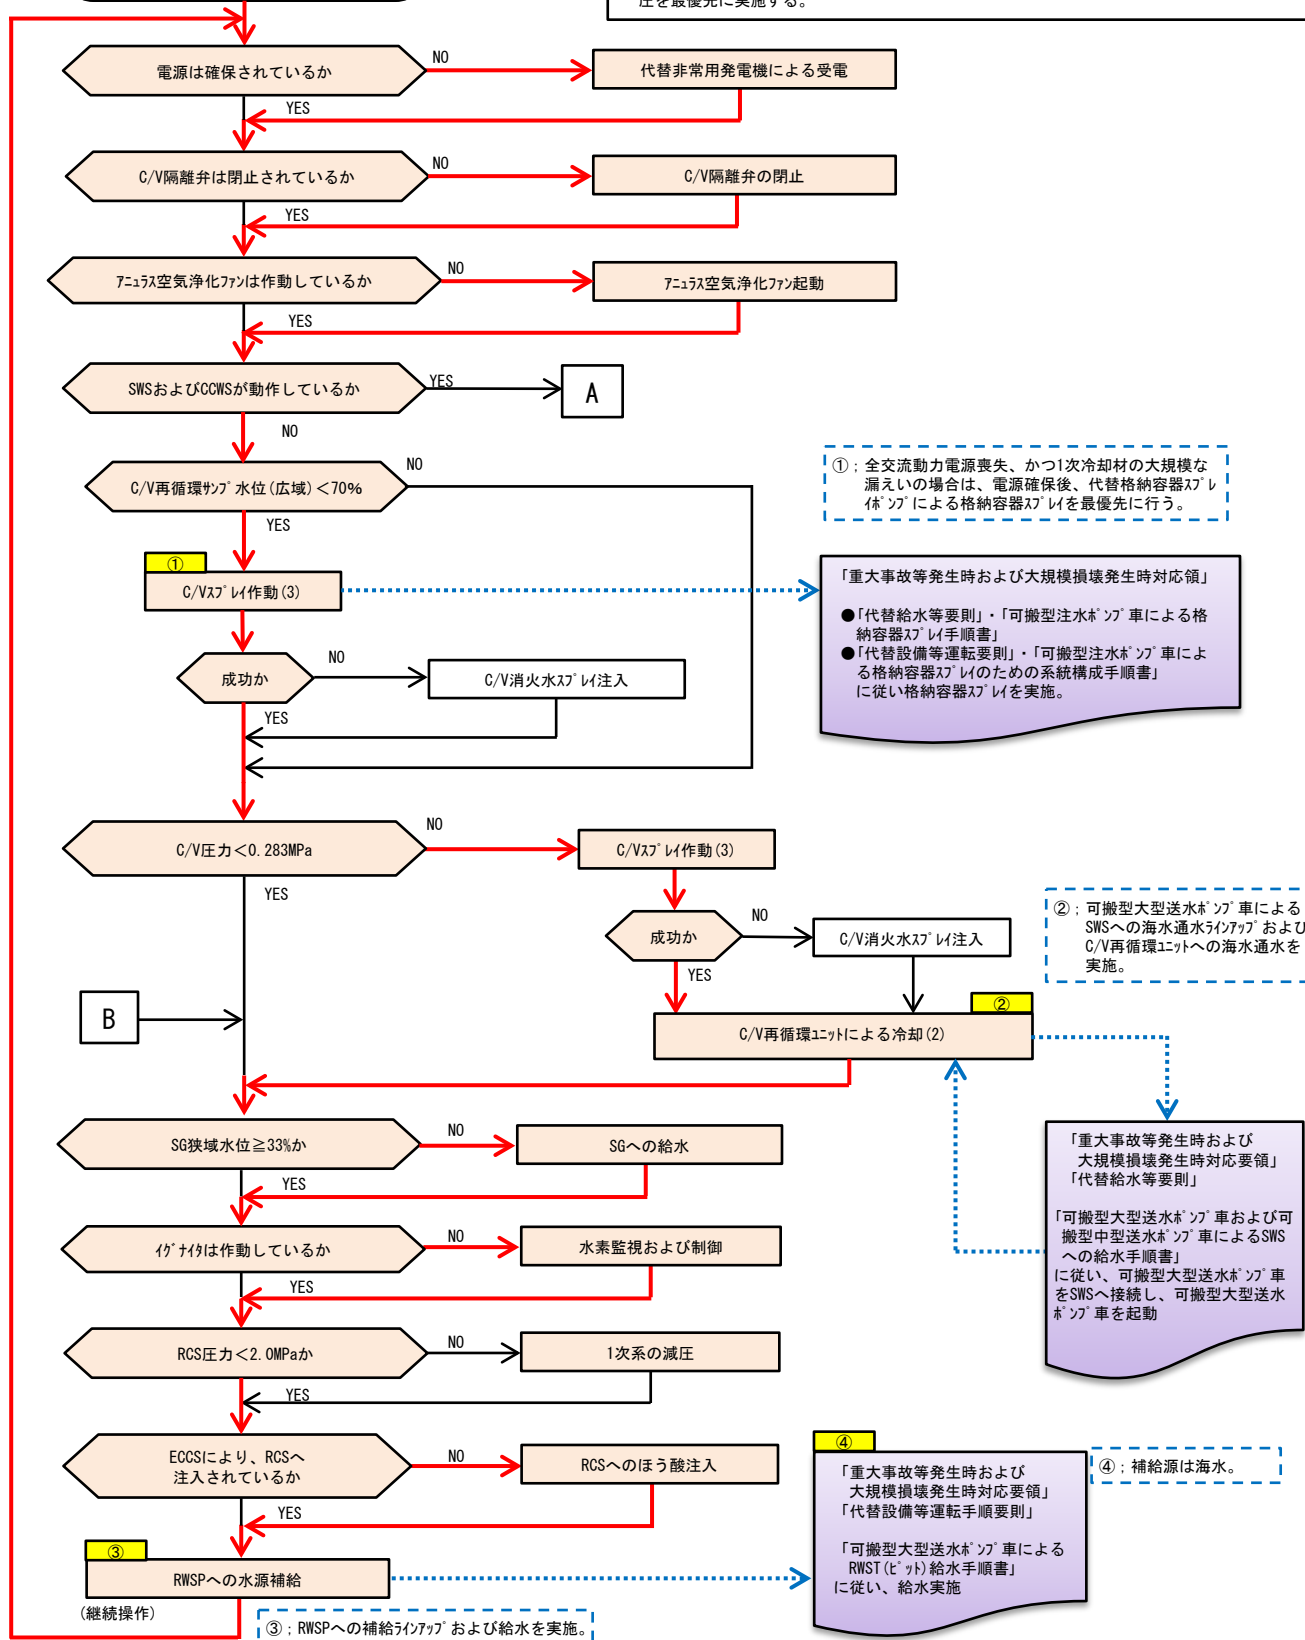 圧を最優先に実施する。
電源は確保されているか
NO
代替非常用発電機による受電
YES
C/V隔離弁は閉止されているか
NO
C/V隔離弁の閉止
YES
ｱﾆｭﾗｽ空気浄化ﾌｧﾝは作動しているか
NO
ｱﾆｭﾗｽ空気浄化ﾌｧﾝ起動
YES
SWSおよびCCWSが動作しているか
YES
A
NO
C/V再循環ｻﾝﾌﾟ水位(広域)＜70%
NO
YES
①；全交流動力電源喪失、かつ1次冷却材の大規模な
漏えいの場合は、電源確保後、代替格納容器ｽﾌﾟﾚ
ｲﾎﾟﾝﾌﾟによる格納容器ｽﾌﾟﾚｲを最優先に行う。
①
C/Vｽﾌﾟﾚｲ作動(3)
「重大事故等発生時および大規模損壊発生時対応領」
●「代替給水等要則」・「可搬型注水ﾎﾟﾝﾌﾟ車による格
納容器ｽﾌﾟﾚｲ手順書」
●「代替設備等運転要則」・「可搬型注水ﾎﾟﾝﾌﾟ車によ
る格納容器ｽﾌﾟﾚｲのための系統構成手順書」
に従い格納容器ｽﾌﾟﾚｲを実施。
成功か
NO
C/V消火水ｽﾌﾟﾚｲ注入
YES
C/V圧力＜0.283MPa
NO
C/Vｽﾌﾟﾚｲ作動(3)
YES
成功か
NO
C/V消火水ｽﾌﾟﾚｲ注入
YES
②；可搬型大型送水ﾎﾟﾝﾌﾟ車による
SWSへの海水通水ﾗｲﾝｱｯﾌﾟおよび
C/V再循環ﾕﾆｯﾄへの海水通水を
実施。
B
②
C/V再循環ﾕﾆｯﾄによる冷却(2)
SG狭域水位≧33%か
NO
SGへの給水
YES
「重大事故等発生時および
大規模損壊発生時対応要領」
「代替給水等要則」
「可搬型大型送水ﾎﾟﾝﾌﾟ車および可
搬型中型送水ﾎﾟﾝﾌﾟ車によるSWS
への給水手順書」
に従い、可搬型大型送水ﾎﾟﾝﾌﾟ車
をSWSへ接続し、可搬型大型送水
ﾎﾟﾝﾌﾟ車を起動
ｲｸﾞﾅｲﾀは作動しているか
NO
水素監視および制御
YES
RCS圧力＜2.0MPaか
NO
1次系の減圧
YES
ECCSにより、RCSへ
注入されているか
NO
RCSへのほう酸注入
YES
④
「重大事故等発生時および
大規模損壊発生時対応要領」
「代替設備等運転手順要則」
「可搬型大型送水ﾎﾟﾝﾌﾟ車による
RWST(ﾋﾟｯﾄ)給水手順書」
に従い、給水実施
④；補給源は海水。
③
RWSPへの水源補給
(継続操作)
③；RWSPへの補給ﾗｲﾝｱｯﾌﾟおよび給水を実施。